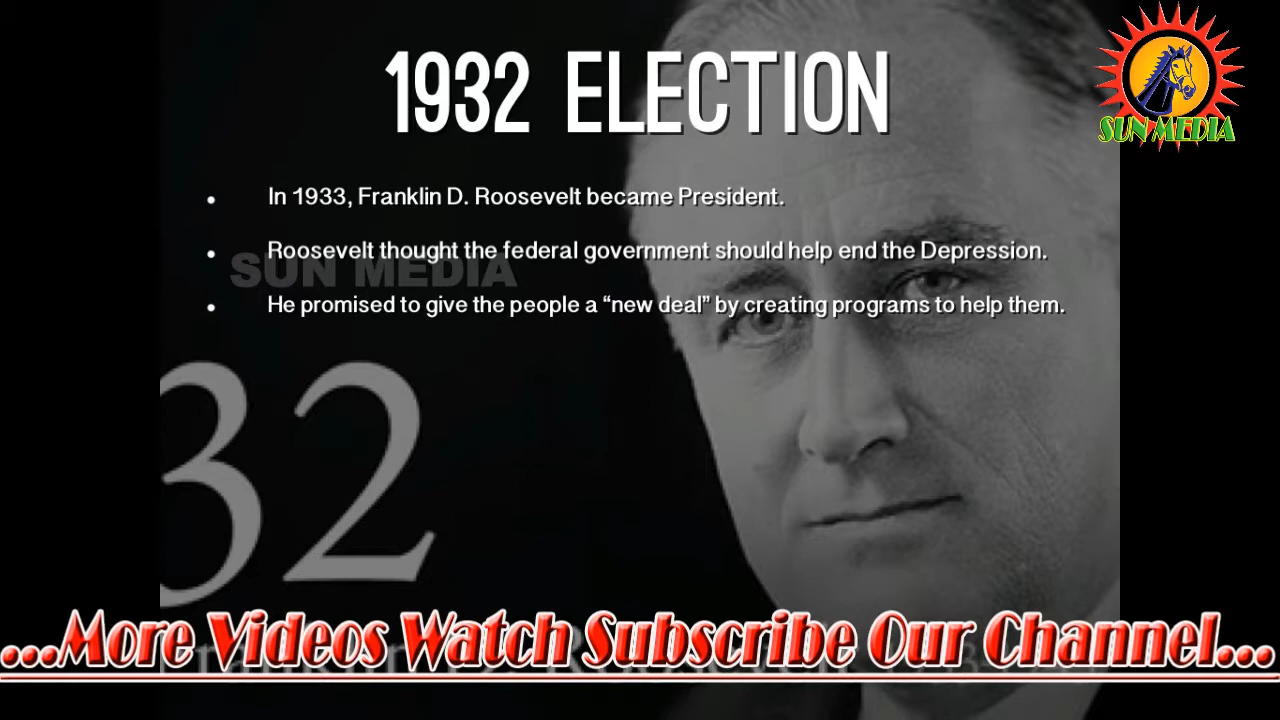 1932 ELECTION
SUN MEDIA
• In 1933, Franklin D. Roosevelt became President.
• Roosevelt thought the federal government should help end the Depression.
SUN MEDIA
• He promised to give the people a “new deal” by creating programs to help them.
32
...More Videos Watch Subscribe Our Channel...